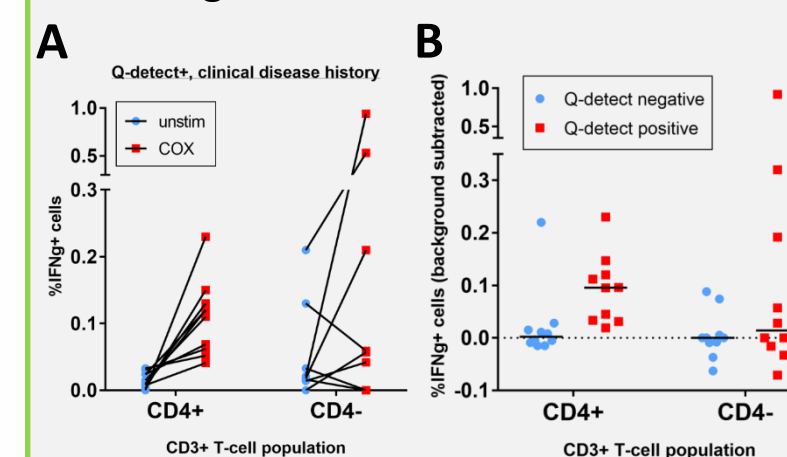 A
Q-detect+, clinical disease history
unstim
COX
1.0
0.5
0.3
0.2
0.1
0.0
%IFNg+ cells
CD4+
CD4-
CD3+ T-cell population
B
Q-detect negative
Q-detect positive
1.0
0.5
0.3
0.2
0.1
0.0
-0.1
%IFNg+ cells (background subtracted)
CD4+
CD4-
CD3+ T-cell population